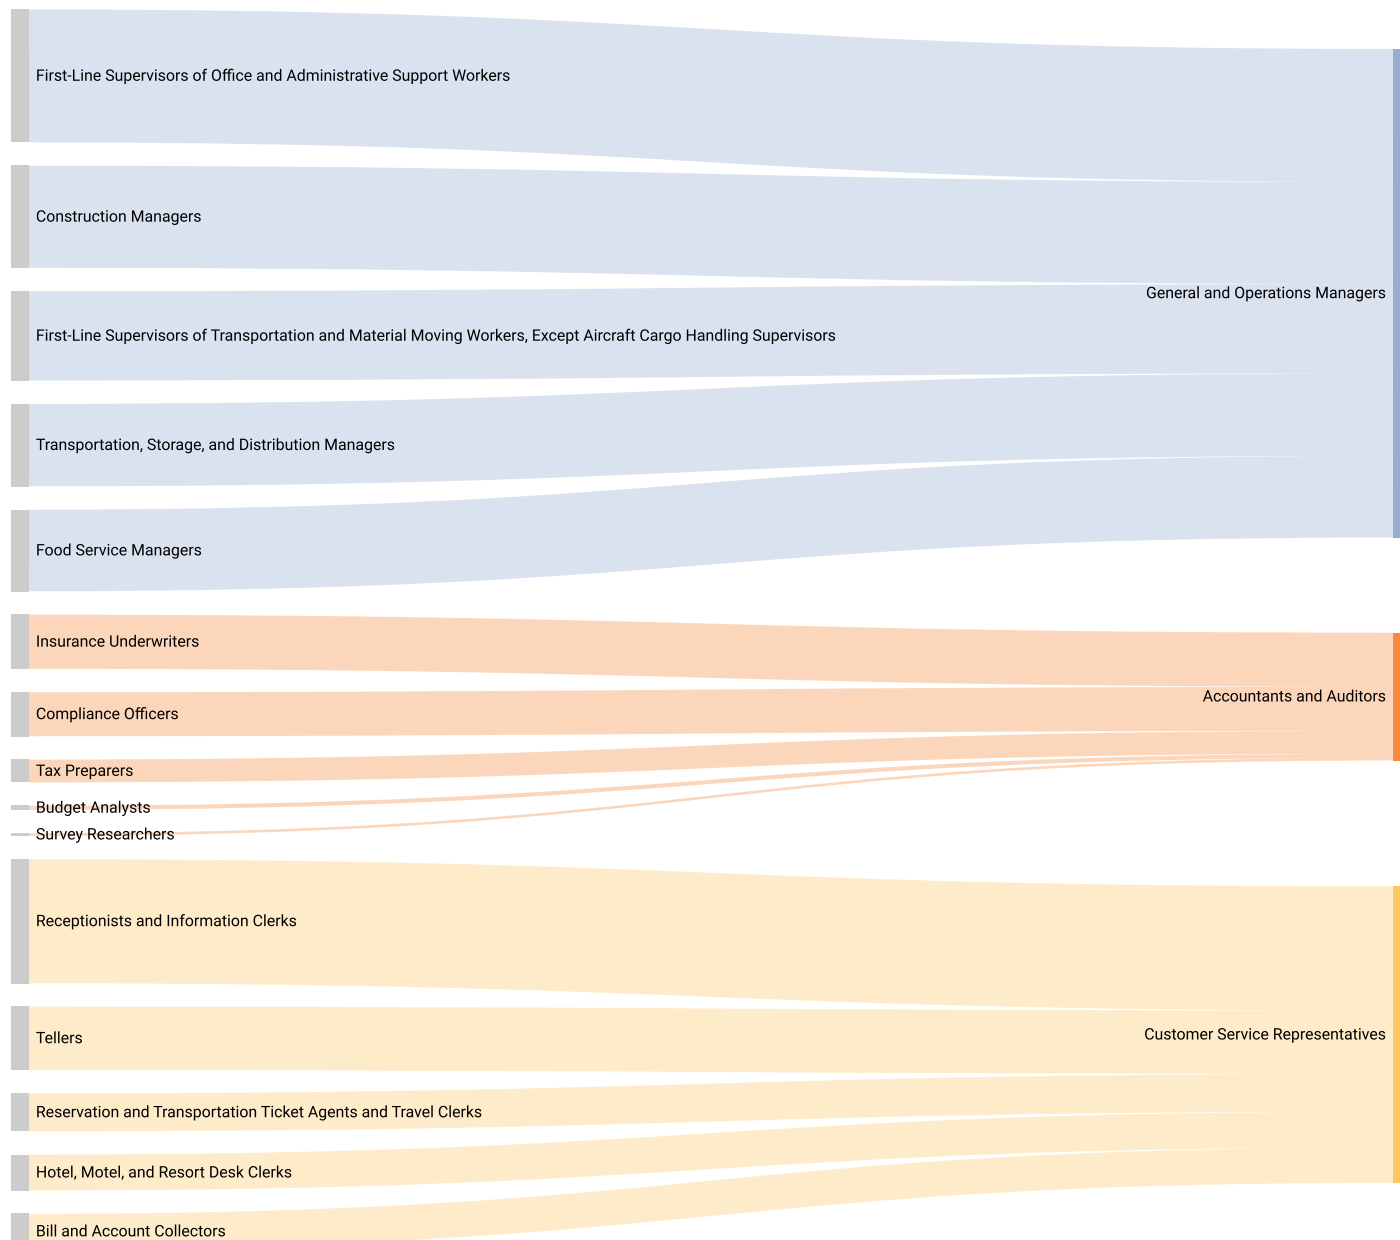 First-Line Supervisors of Office and Administrative Support Workers
Construction Managers
General and Operations Managers
First-Line Supervisors of Transportation and Material Moving Workers, Except Aircraft Cargo Handling Supervisors
Transportation, Storage, and Distribution Managers
Food Service Managers
Insurance Underwriters
Accountants and Auditors
Compliance Officers
Tax Preparers
Budget Analysts
Survey Researchers
Receptionists and Information Clerks
Customer Service Representatives
Tellers
Reservation and Transportation Ticket Agents and Travel Clerks
Hotel, Motel, and Resort Desk Clerks
Bill and Account Collectors